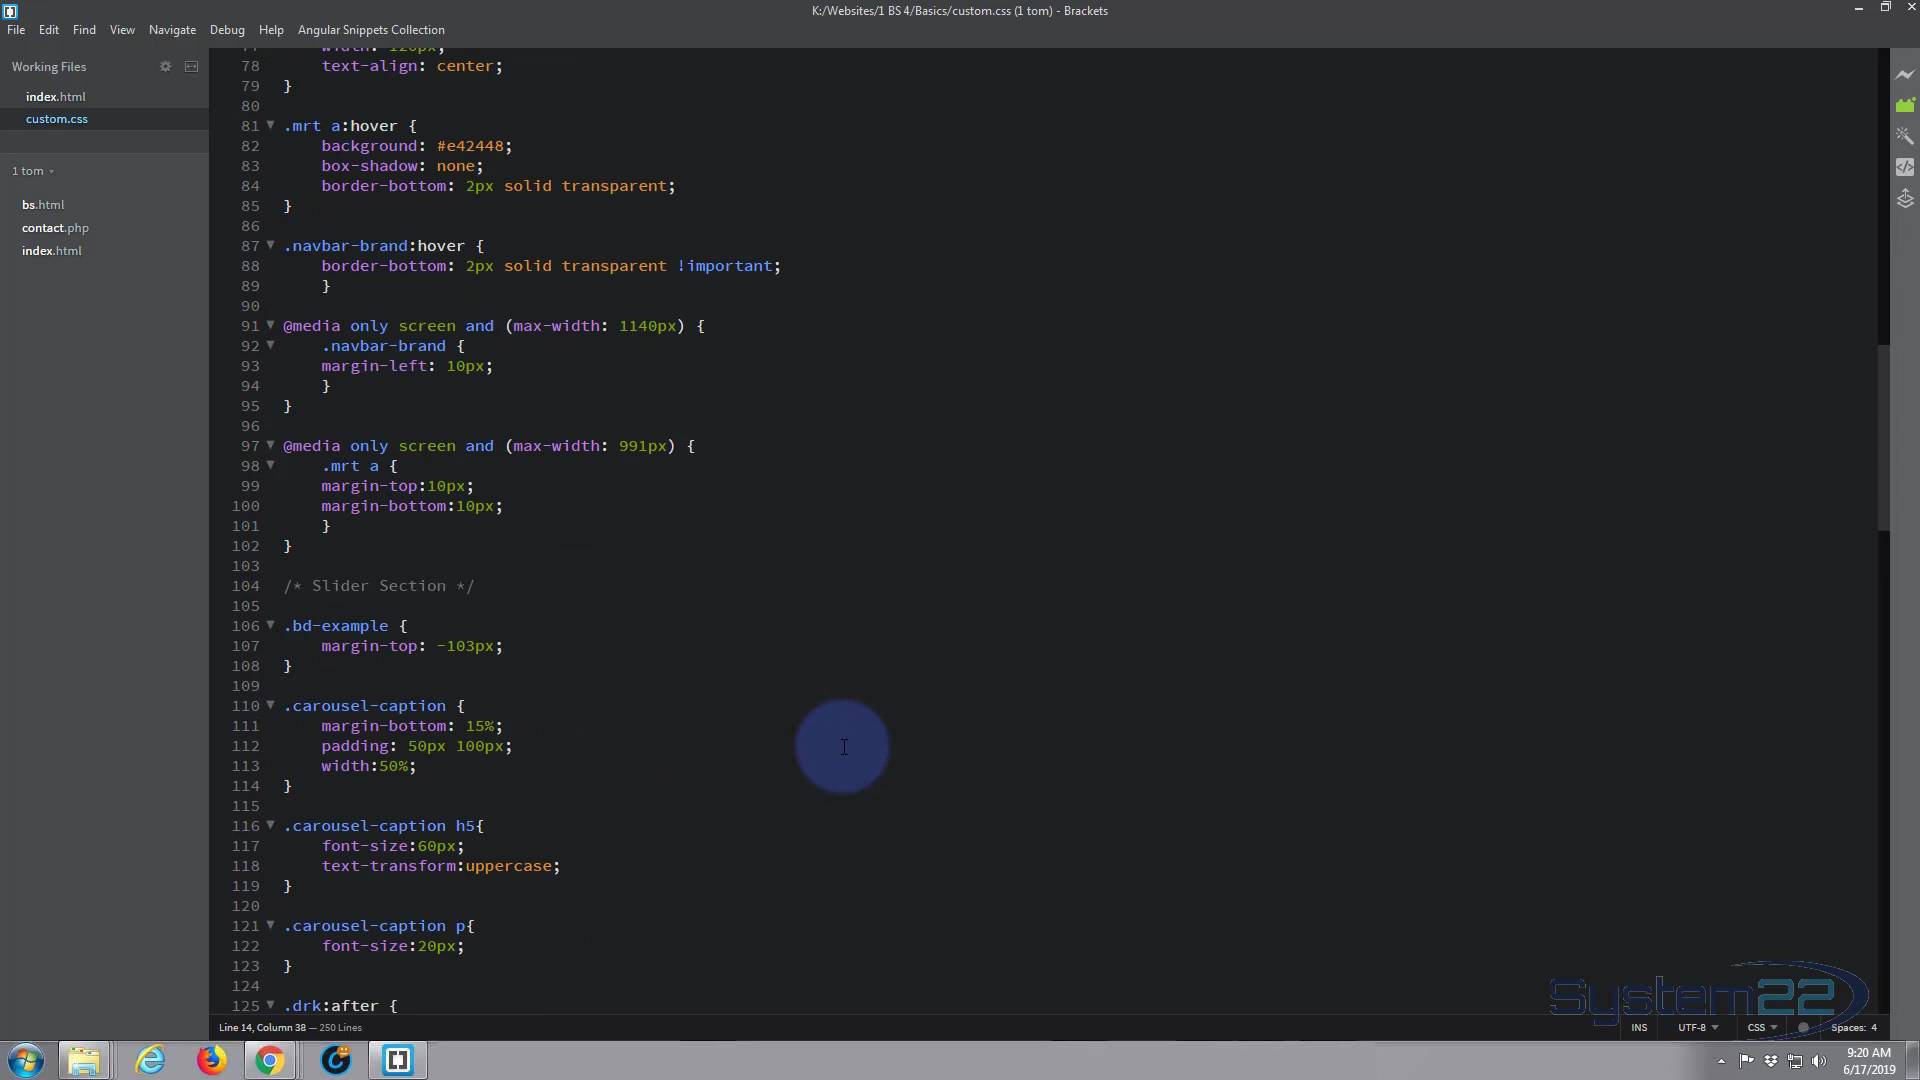 K:/Websites/1 BS 4/Basics/custom.css (1 tom) - Brackets
File Edit Find View Navigate Debug Help Angular Snippets Collection
Working Files
index.html
custom.css
1 tom
bs.html
contact.php
index.html
77 width: 120px;
78 text-align: center;
79 }
80
81 .mrt a:hover {
82 background: #e42448;
83 box-shadow: none;
84 border-bottom: 2px solid transparent;
85 }
86
87 .navbar-brand:hover {
88 border-bottom: 2px solid transparent !important;
89 }
90
91 @media only screen and (max-width: 1140px) {
92 .navbar-brand {
93 margin-left: 10px;
94 }
95 }
96
97 @media only screen and (max-width: 991px) {
98 .mrt a {
99 margin-top:10px;
100 margin-bottom:10px;
101 }
102 }
103
104 /* Slider Section */
105
106 .bd-example {
107 margin-top: -103px;
108 }
109
110 .carousel-caption {
111 margin-bottom: 15%;
112 padding: 50px 100px;
113 width:50%;
114 }
115
116 .carousel-caption h5{
117 font-size:60px;
118 text-transform:uppercase;
119 }
120
121 .carousel-caption p{
122 font-size:20px;
123 }
124
125 .drk:after {
System22
Line 14, Column 38 — 250 Lines
INS UTF-8 CSS Spaces: 4
9:20 AM
6/17/2019